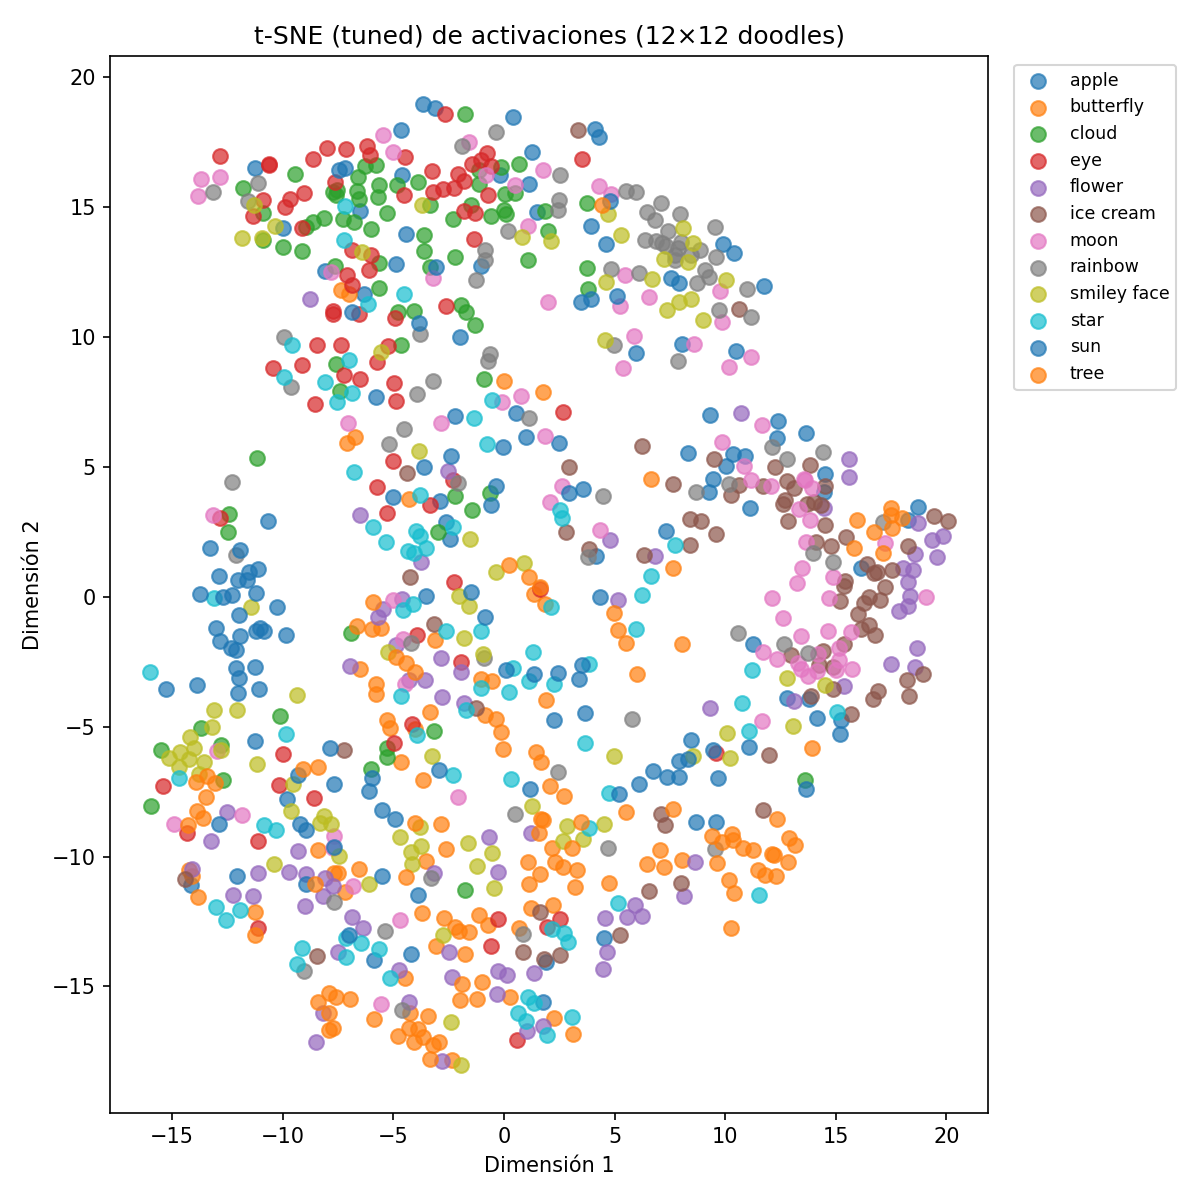 t-SNE (tuned) de activaciones (12×12 doodles)
20
15
10
5
0
−5
−10
−15
Dimensión 2
−15
−10
−5
0
5
10
15
20
Dimensión 1
apple
butterfly
cloud
eye
flower
ice cream
moon
rainbow
smiley face
star
sun
tree